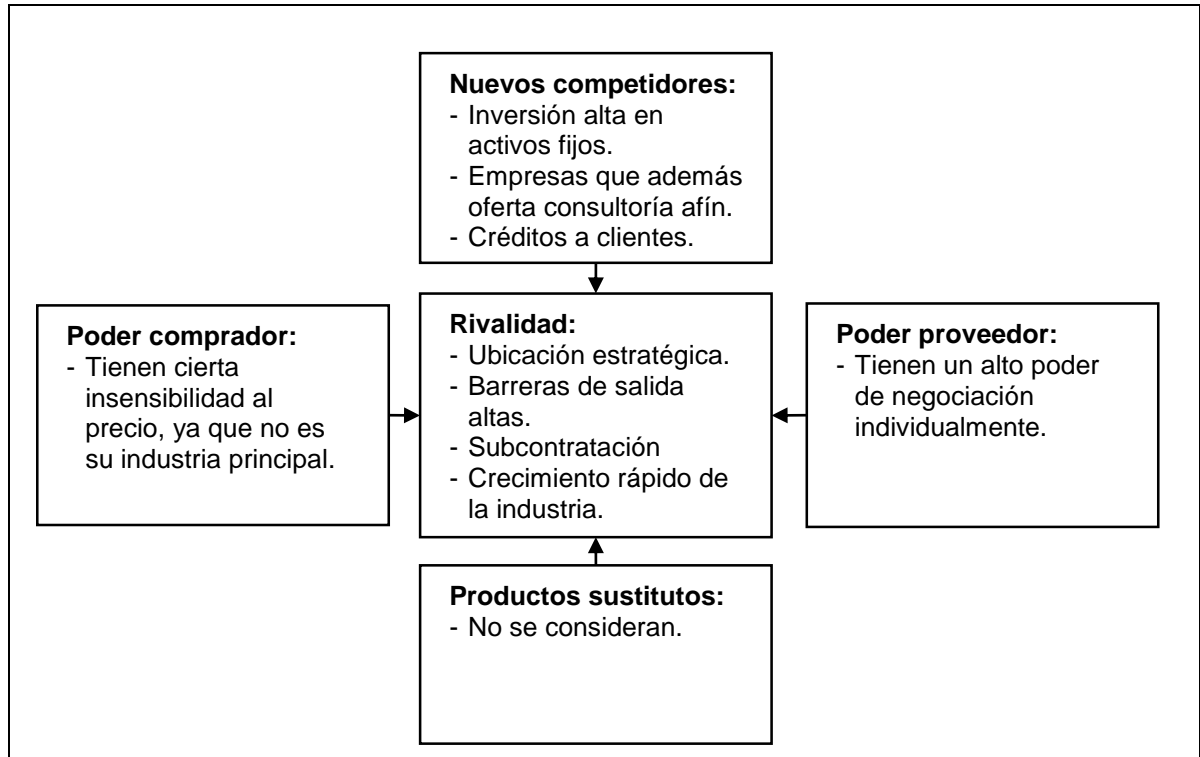 Nuevos competidores:
- Inversión alta en
activos fijos.
- Empresas que además
oferta consultoría afín.
- Créditos a clientes.
Poder comprador:
- Tienen cierta
insensibilidad al
precio, ya que no es
su industria principal.
Rivalidad:
- Ubicación estratégica.
- Barreras de salida
altas.
- Subcontratación
- Crecimiento rápido de
la industria.
Poder proveedor:
- Tienen un alto poder
de negociación
individualmente.
Productos sustitutos:
- No se consideran.